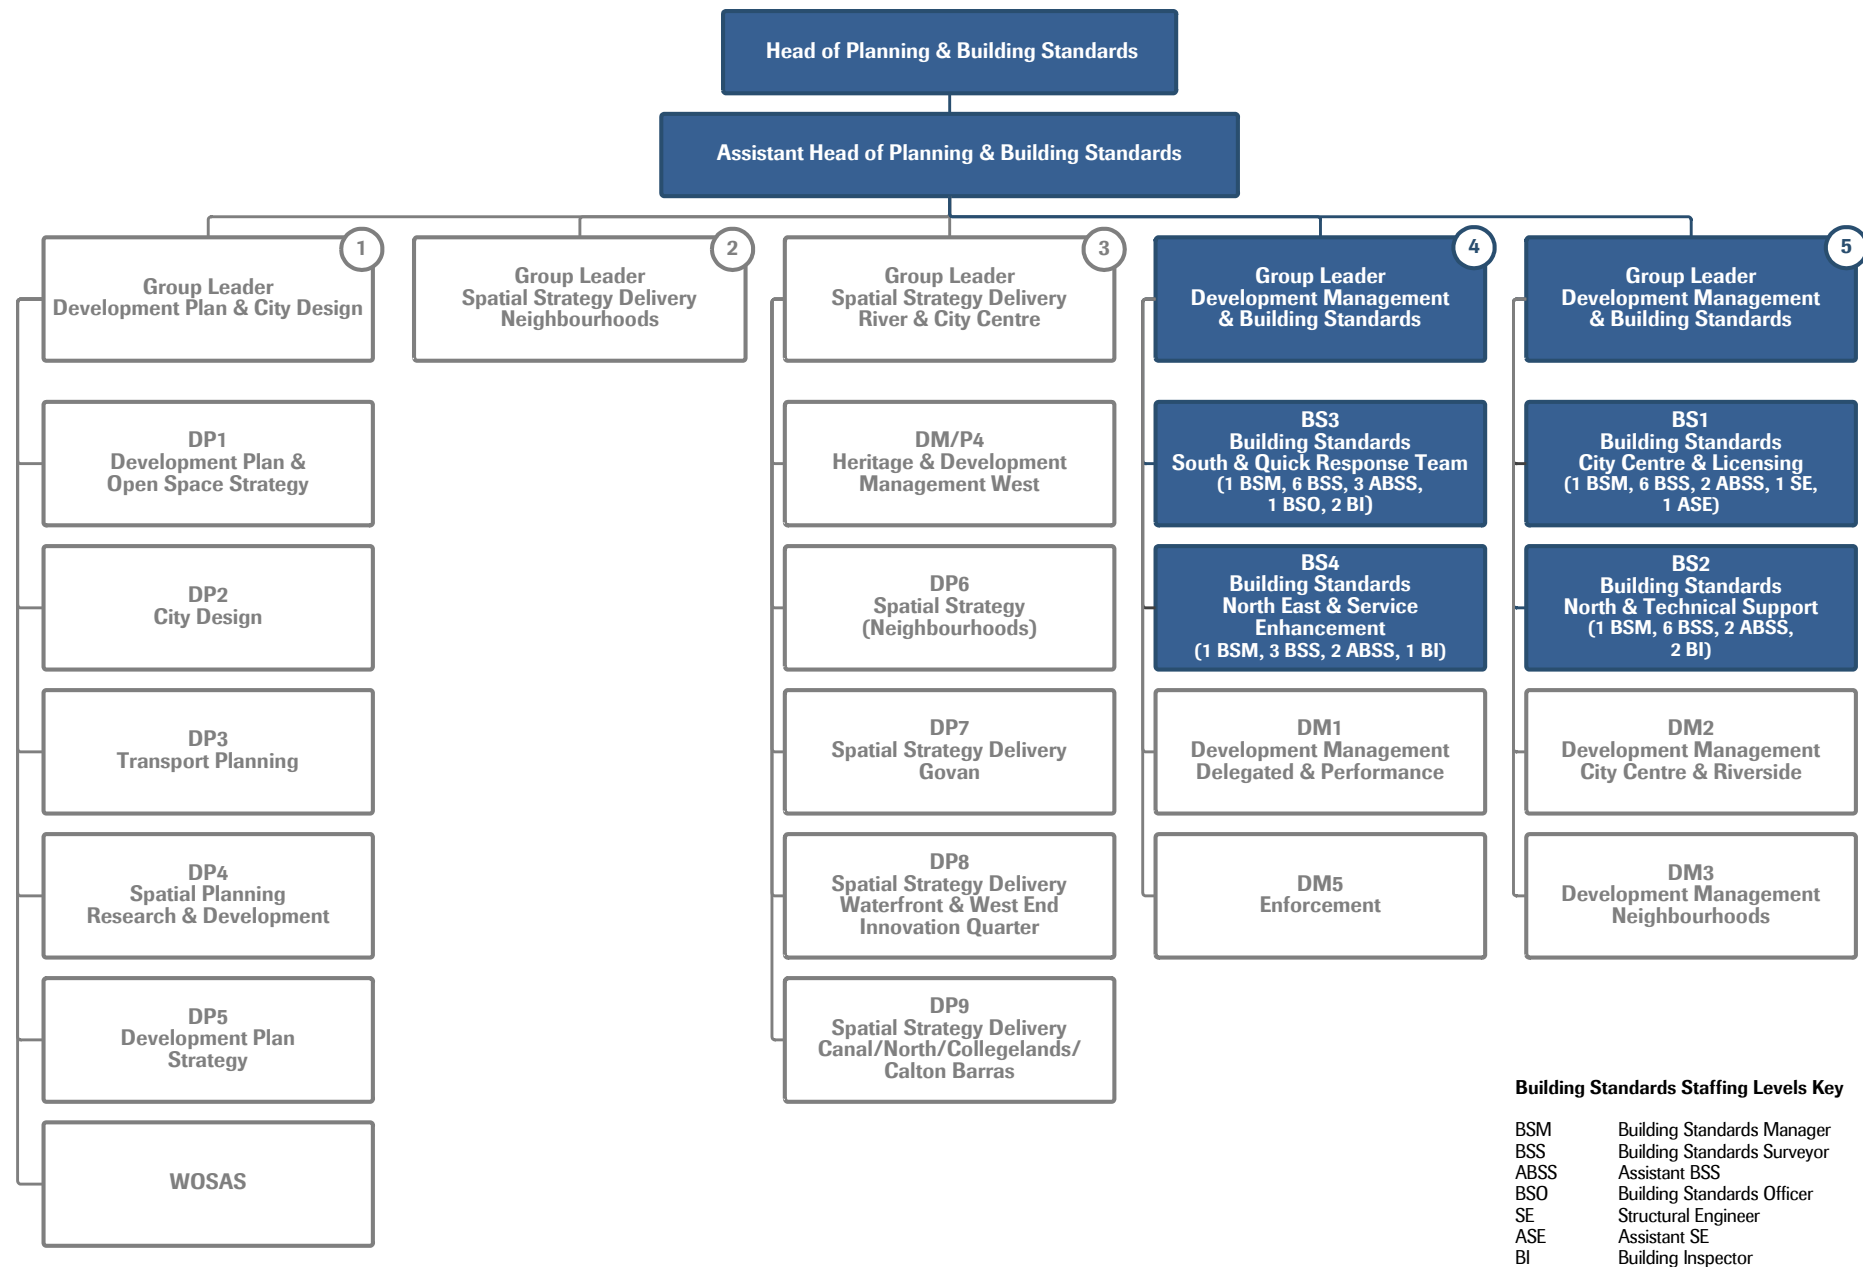 Head of Planning & Building Standards
Assistant Head of Planning & Building Standards
1
Group Leader
Development Plan & City Design
2
Group Leader
Spatial Strategy Delivery
Neighbourhoods
3
Group Leader
Spatial Strategy Delivery
River & City Centre
4
Group Leader
Development Management
& Building Standards
5
Group Leader
Development Management
& Building Standards
DP1
Development Plan &
Open Space Strategy
DP2
City Design
DP3
Transport Planning
DP4
Spatial Planning
Research & Development
DP5
Development Plan
Strategy
WOSAS
DM/P4
Heritage & Development
Management West
DP6
Spatial Strategy
(Neighbourhoods)
DP7
Spatial Strategy Delivery
Govan
DP8
Spatial Strategy Delivery
Waterfront & West End
Innovation Quarter
DP9
Spatial Strategy Delivery
Canal/North/Collegelands/
Calton Barras
BS3
Building Standards
South & Quick Response Team
(1 BSM, 6 BSS, 3 ABSS,
1 BSO, 2 BI)
BS4
Building Standards
North East & Service
Enhancement
(1 BSM, 3 BSS, 2 ABSS, 1 BI)
DM1
Development Management
Delegated & Performance
DM5
Enforcement
BS1
Building Standards
City Centre & Licensing
(1 BSM, 6 BSS, 2 ABSS, 1 SE,
1 ASE)
BS2
Building Standards
North & Technical Support
(1 BSM, 6 BSS, 2 ABSS,
2 BI)
DM2
Development Management
City Centre & Riverside
DM3
Development Management
Neighbourhoods
Building Standards Staffing Levels Key
BSM Building Standards Manager
BSS Building Standards Surveyor
ABSS Assistant BSS
BSO Building Standards Officer
SE Structural Engineer
ASE Assistant SE
BI Building Inspector